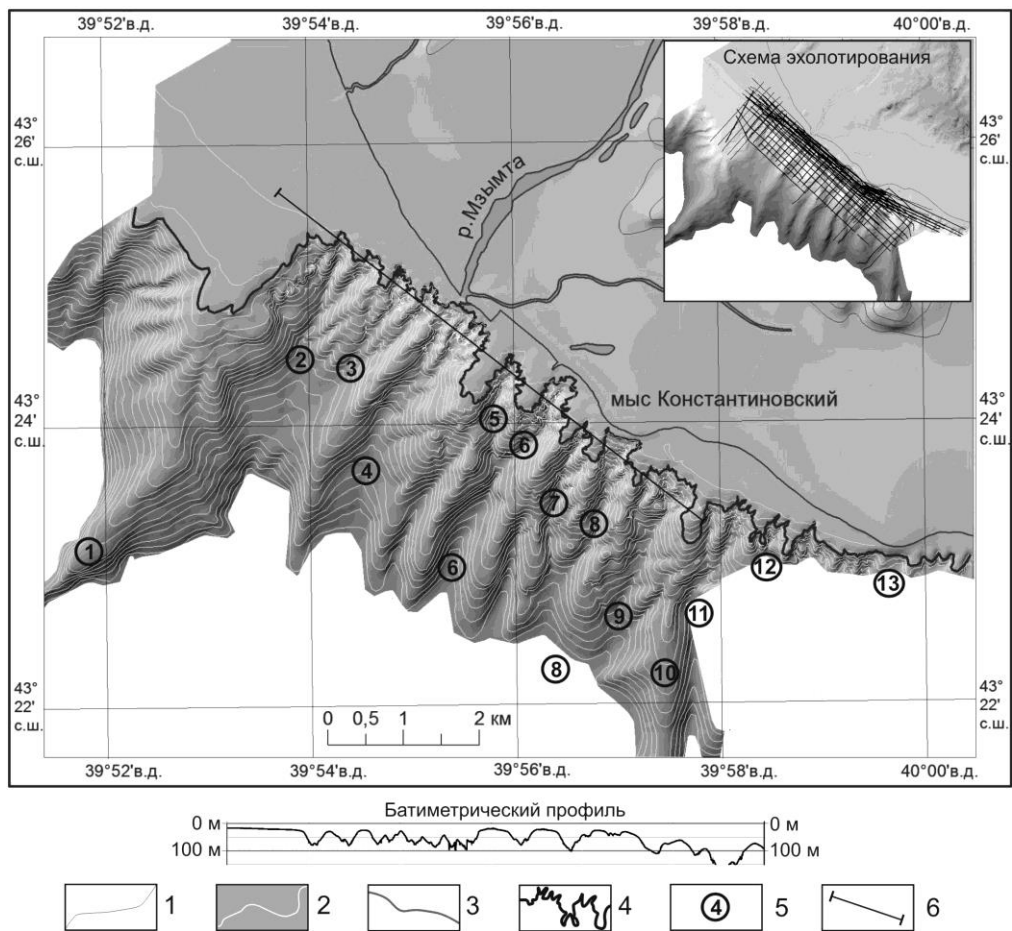 39°52'в.д. 39°54'в.д. 39°56'в.д. 39°58'в.д. 40°00'в.д.
Схема эхолотирования
43°
26'
с.ш.
43°
26'
с.ш.
р. Мзымта
2
3
мыс Константиновский
43°
24'
с.ш.
43°
24'
с.ш.
5
6
4
7
8
1
6
12
13
9
11
8
10
43°
22'
с.ш.
43°
22'
с.ш.
0 0,5 1 2 км
39°52'в.д. 39°54'в.д. 39°56'в.д. 39°58'в.д. 40°00'в.д.
Батиметрический профиль
0 м 0 м
100 м 100 м
1 2 3 4 4 5 6